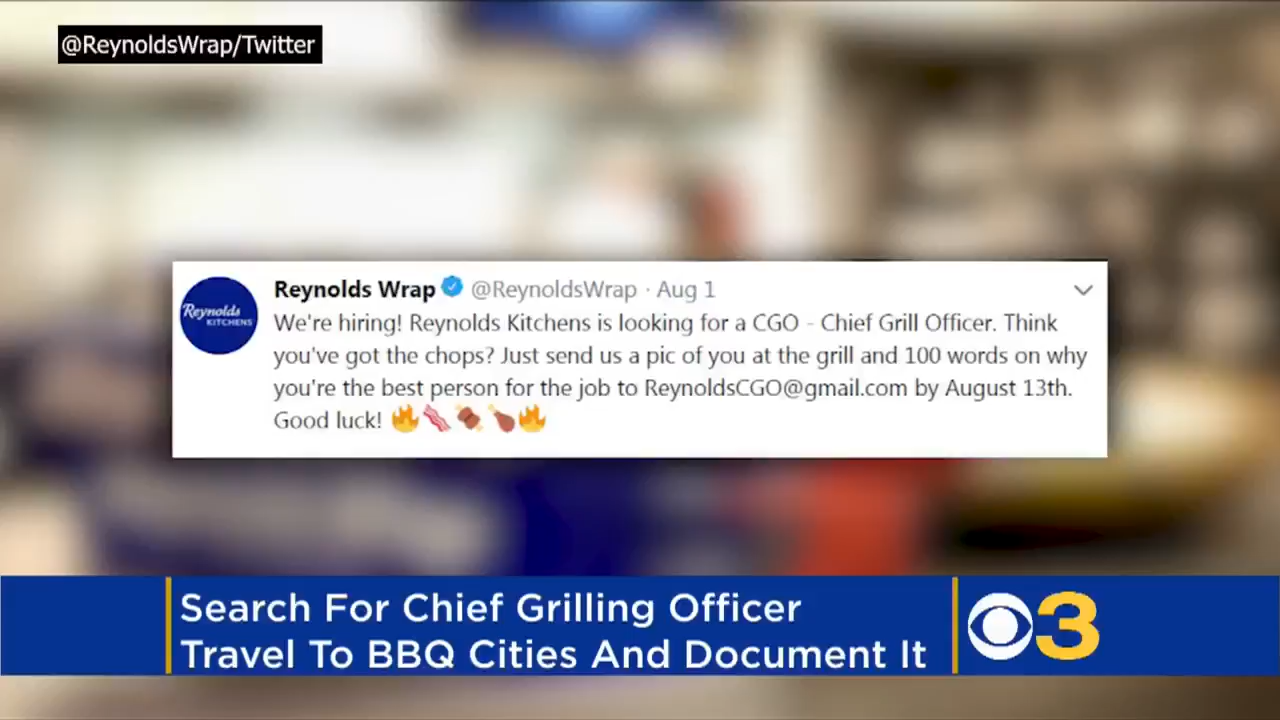 @ReynoldsWrap/Twitter
Reynolds Wrap @ReynoldsWrap · Aug 1
Reynolds
KITCHENS
We're hiring! Reynolds Kitchens is looking for a CGO - Chief Grill Officer. Think
you've got the chops? Just send us a pic of you at the grill and 100 words on why
you're the best person for the job to ReynoldsCGO@gmail.com by August 13th.
Good luck! 🔥🥓🍖🍗🔥
Search For Chief Grilling Officer
Travel To BBQ Cities And Document It
3